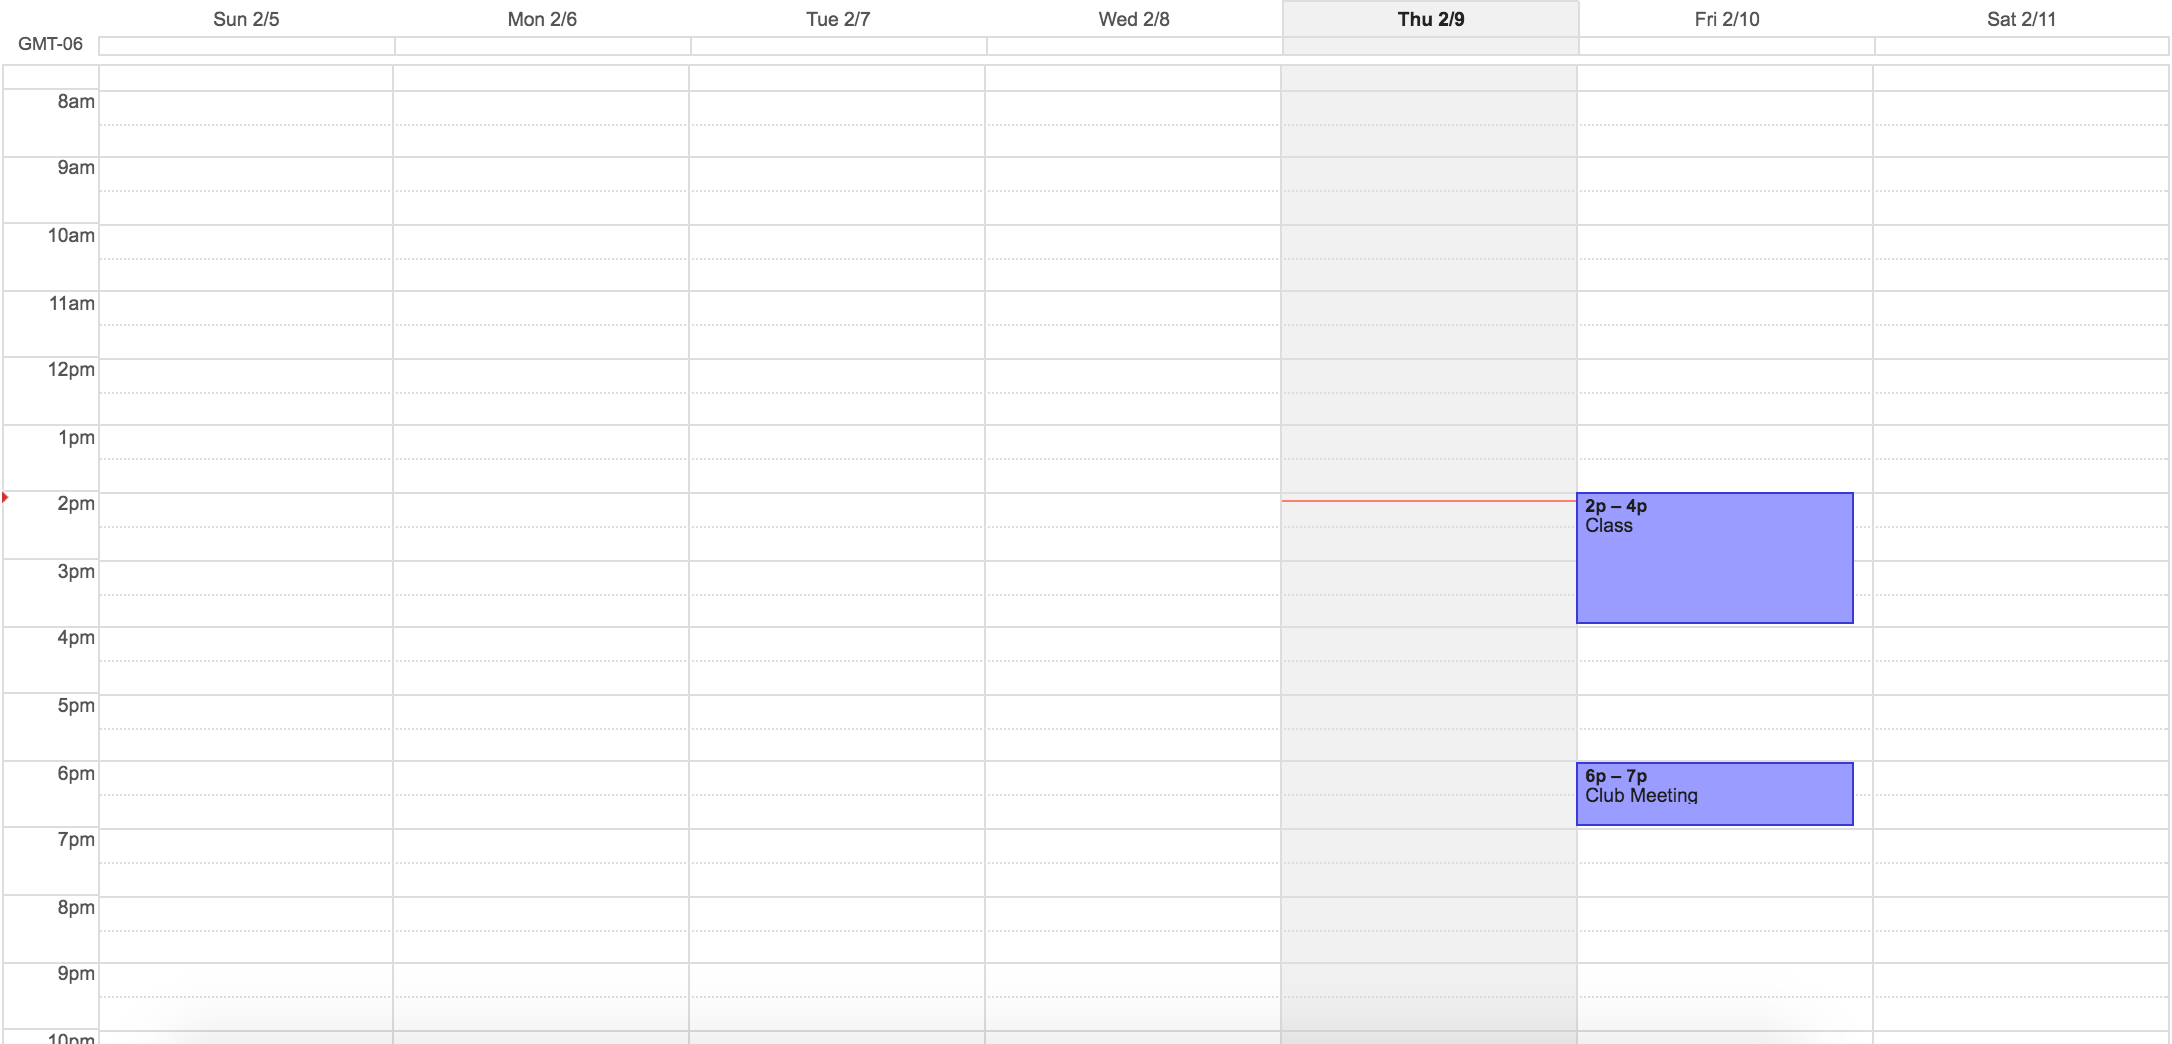 Sun 2/5 Mon 2/6 Tue 2/7 Wed 2/8 Thu 2/9 Fri 2/10 Sat 2/11
GMT-06
8am
9am
10am
11am
12pm
1pm
2pm
2p – 4p
Class
3pm
4pm
5pm
6pm
6p – 7p
Club Meeting
7pm
8pm
9pm
10pm